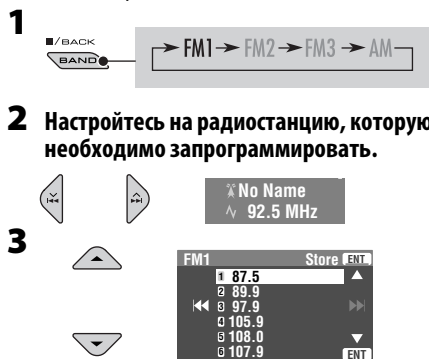 1
■/BACK
BAND
FM1 FM2 FM3 AM
2 Настройтесь на радиостанцию, которую
необходимо запрограммировать.
No Name
92.5 MHz
3
FM1 Store ENT
1 87.5
2 89.9
3 97.9
4 105.9
5 108.0
6 107.9 ENT